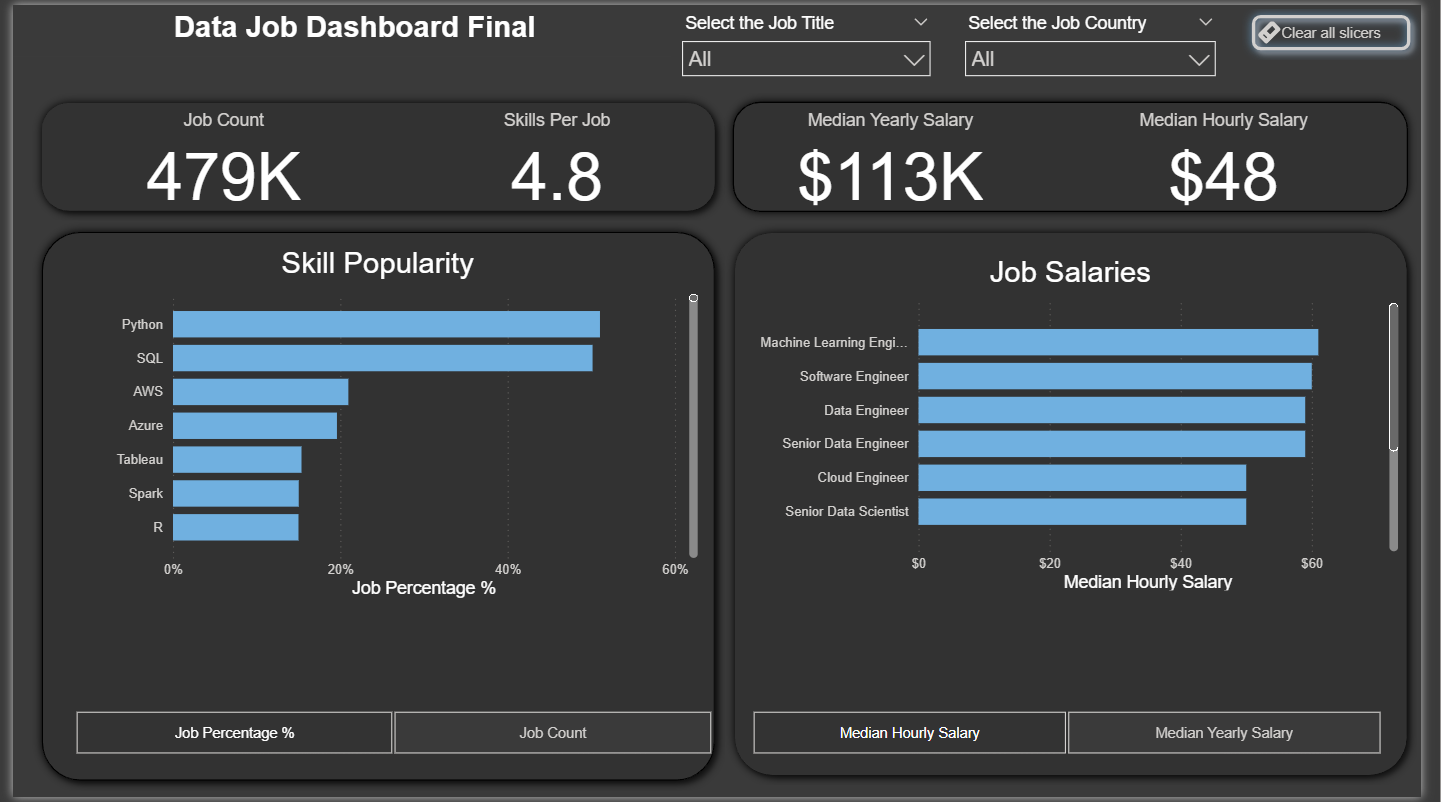 Data Job Dashboard Final
Select the Job Title
All
Select the Job Country
All
Clear all slicers
Job Count
479K
Skills Per Job
4.8
Median Yearly Salary
$113K
Median Hourly Salary
$48
Skill Popularity
Python
SQL
AWS
Azure
Tableau
Spark
R
0% 20% 40% 60%
Job Percentage %
Job Percentage %
Job Count
Job Salaries
Machine Learning Engi...
Software Engineer
Data Engineer
Senior Data Engineer
Cloud Engineer
Senior Data Scientist
$0 $20 $40 $60
Median Hourly Salary
Median Hourly Salary
Median Yearly Salary